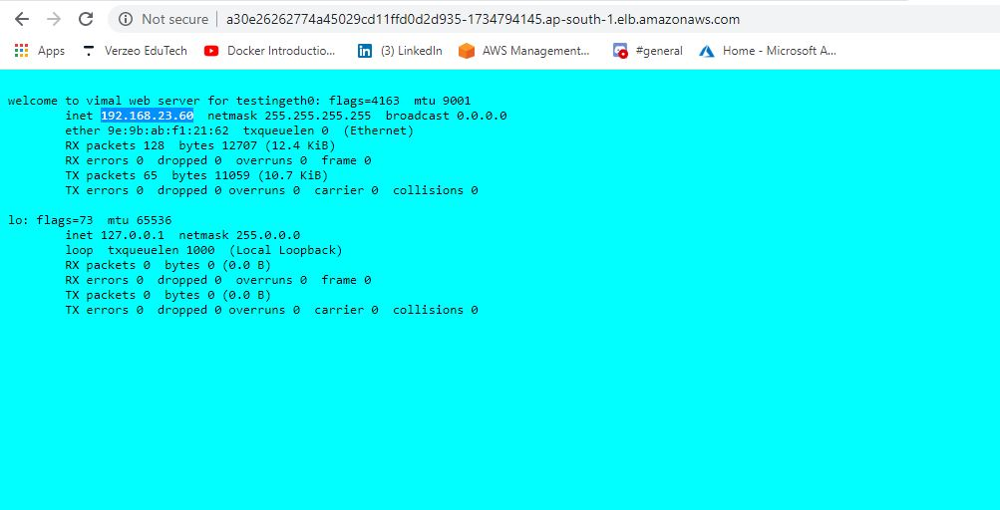 Not secure | a30e26262774a45029cd11ffd0d2d935-1734794145.ap-south-1.elb.amazonaws.com
Apps Verzeo EduTech Docker Introductio... (3) LinkedIn AWS Management... #general Home - Microsoft A...
welcome to vimal web server for testingeth0: flags=4163 mtu 9001
inet 192.168.23.60 netmask 255.255.255.255 broadcast 0.0.0.0
ether 9e:9b:ab:f1:21:62 txqueuelen 0 (Ethernet)
RX packets 128 bytes 12707 (12.4 KiB)
RX errors 0 dropped 0 overruns 0 frame 0
TX packets 65 bytes 11059 (10.7 KiB)
TX errors 0 dropped 0 overruns 0 carrier 0 collisions 0
lo: flags=73 mtu 65536
inet 127.0.0.1 netmask 255.0.0.0
loop txqueuelen 1000 (Local Loopback)
RX packets 0 bytes 0 (0.0 B)
RX errors 0 dropped 0 overruns 0 frame 0
TX packets 0 bytes 0 (0.0 B)
TX errors 0 dropped 0 overruns 0 carrier 0 collisions 0